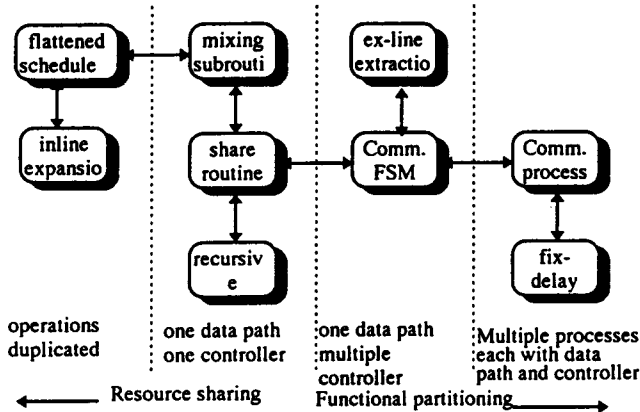 flattened
schedule
mixing
subrouti
ex-line
extractio
inline
expansio
share
routine
Comm.
FSM
Comm.
process
recursiv
e
fix-
delay
operations
duplicated
one data path
one controller
one data path
multiple
controller
Multiple processes
each with data
path and controller
Resource sharing
Functional partitioning